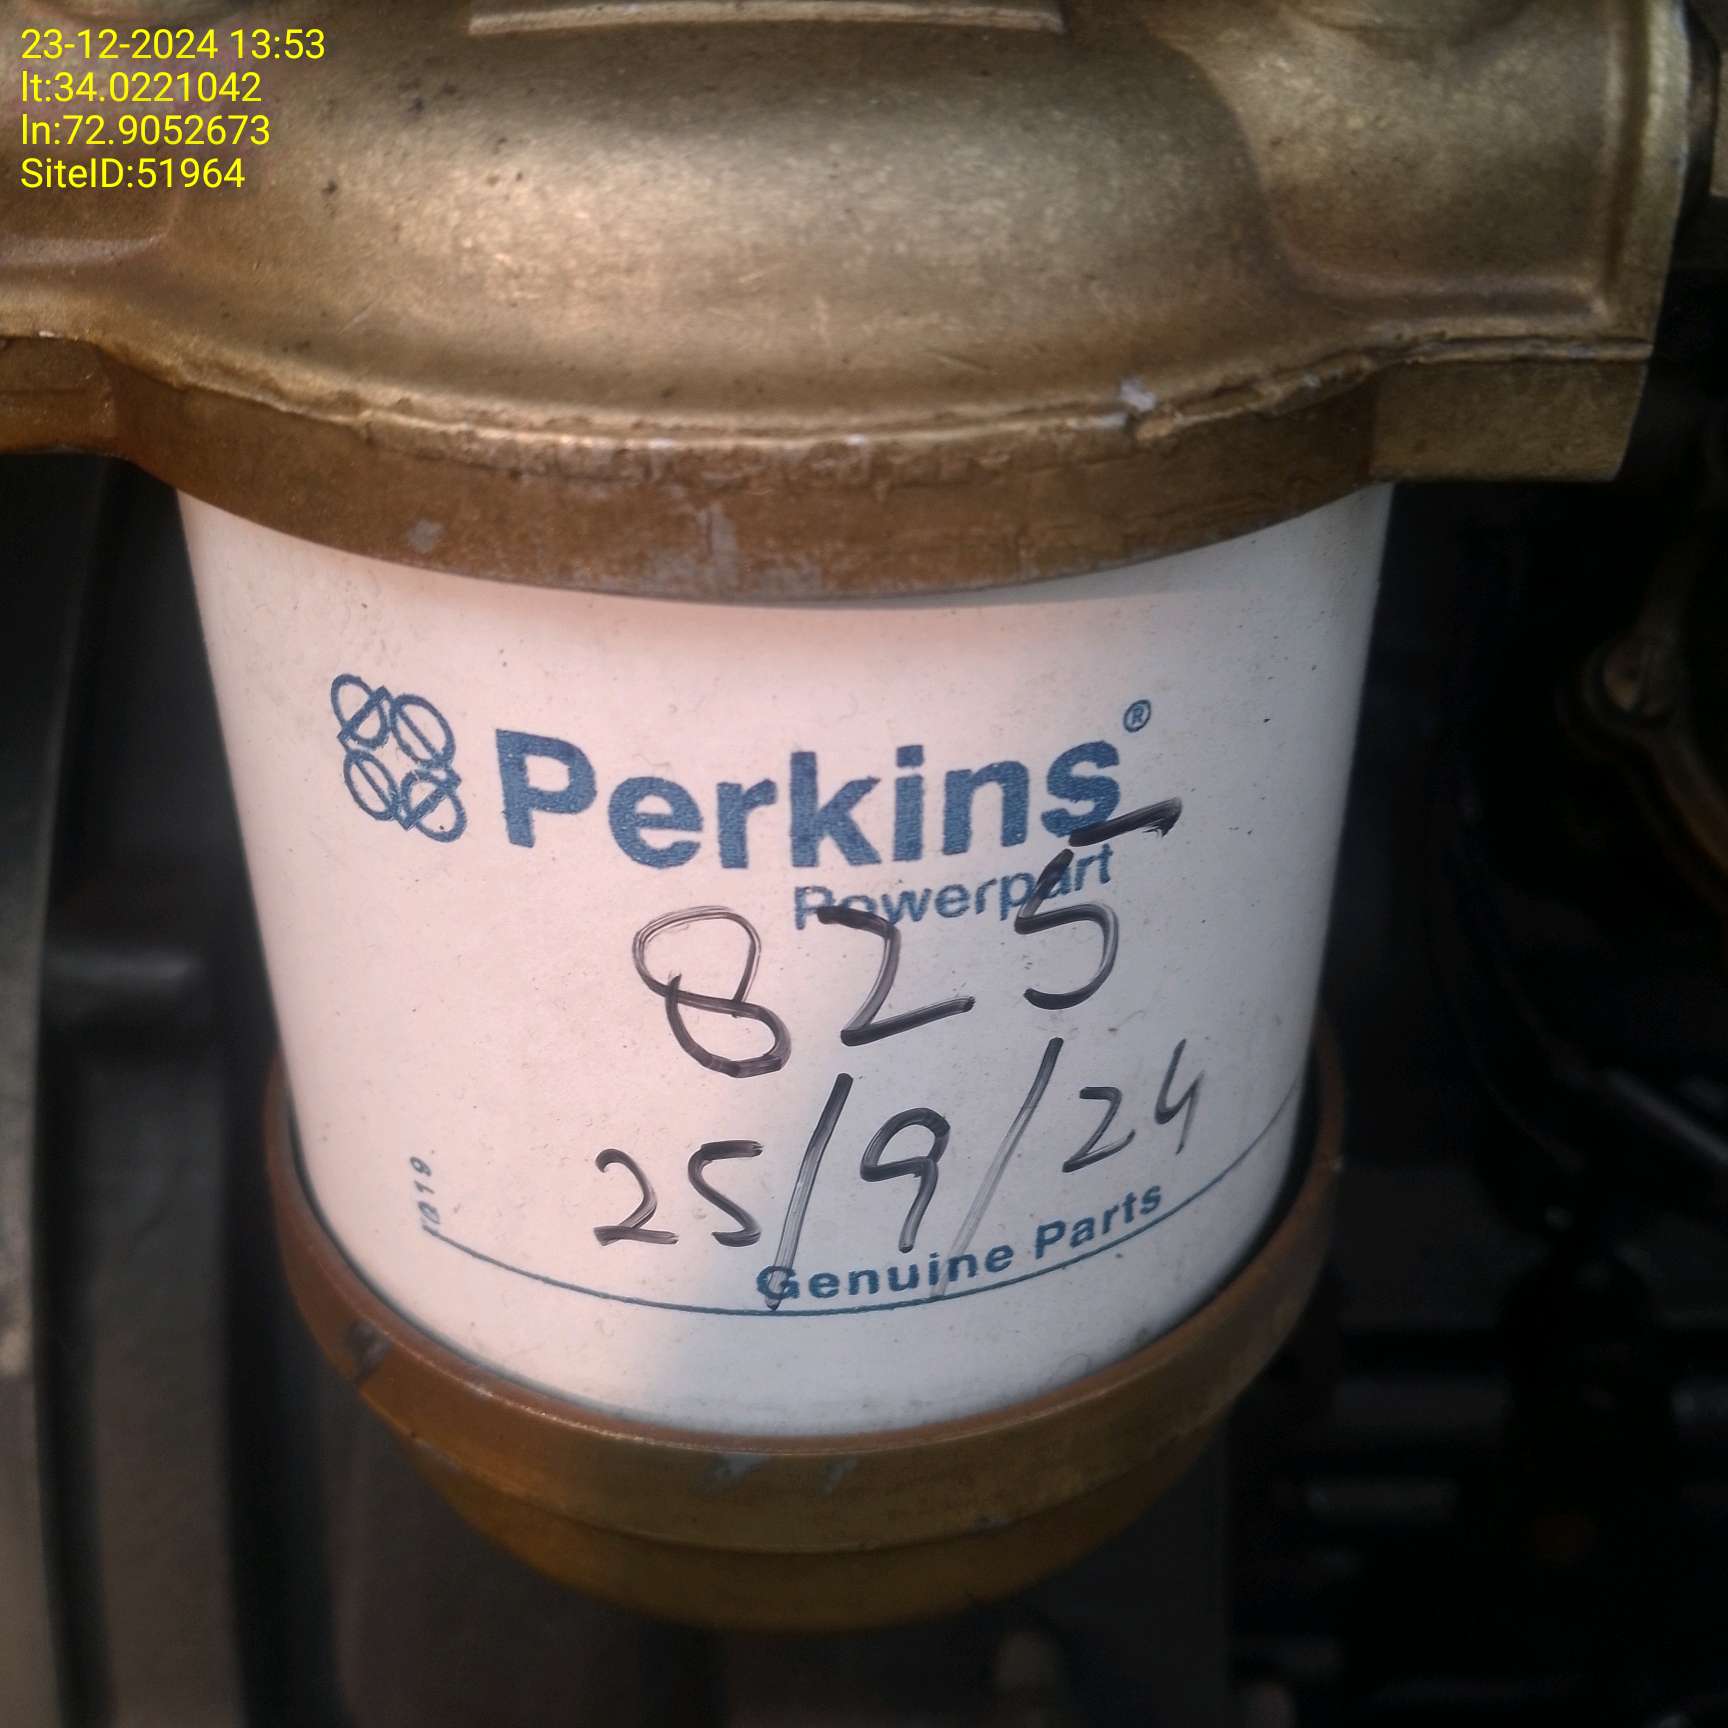 23-12-2024 13:53
lt:34.0221042
ln:72.9052673
SiteID:51964
Perkins®
Powerpart
825
25/9/24
Genuine Parts